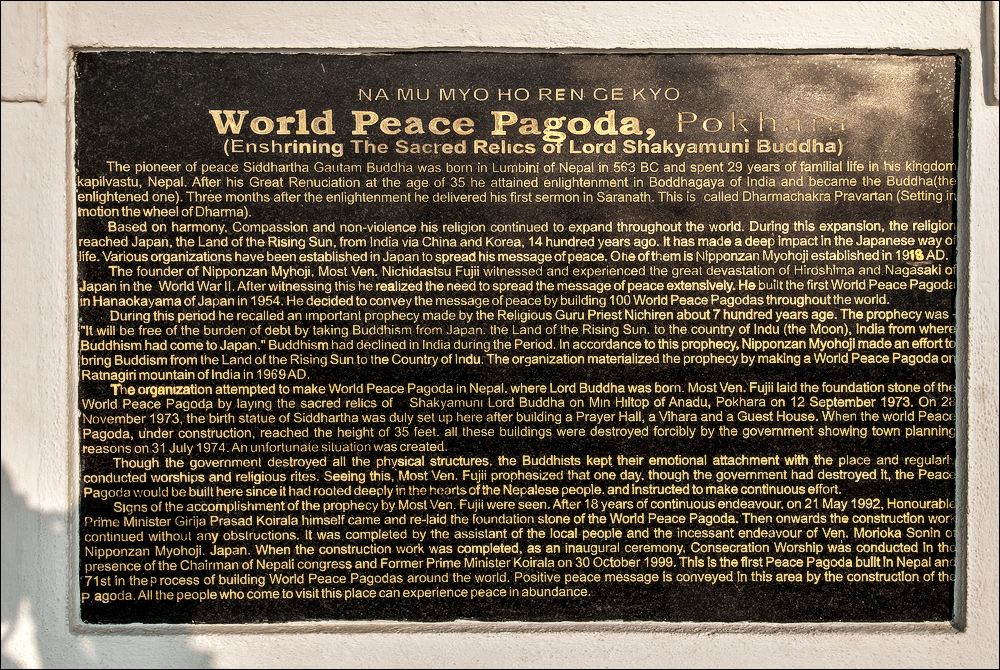 NA MU MYO HO REN GE KYO
World Peace Pagoda, Pokhara
(Enshrining The Sacred Relics of Lord Shakyamuni Buddha)
The pioneer of peace Siddhartha Gautam Buddha was born in Lumbini of Nepal in 563 BC and spent 29 years of familial life in his kingdom
kapilvastu, Nepal. After his Great Renuciation at the age of 35 he attained enlightenment in Boddhagaya of India and became the Buddha(the
enlightened one). Three months after the enlightenment he delivered his first sermon in Saranath. This is called Dharmachakra Pravartan (Setting in
motion the wheel of Dharma).
Based on harmony, Compassion and non-violence his religion continued to expand throughout the world. During this expansion, the religion
reached Japan, the Land of the Rising Sun, from India via China and Korea, 14 hundred years ago. It has made a deep impact in the Japanese way of
life. Various organizations have been established in Japan to spread his message of peace. One of them is Nipponzan Myohoji established in 1918 AD.
The founder of Nipponzan Myhoji, Most Ven. Nichidastsu Fujii witnessed and experienced the great devastation of Hiroshima and Nagasaki of
Japan in the World War II. After witnessing this he realized the need to spread the message of peace extensively. He built the first World Peace Pagoda
in Hanaokayama of Japan in 1954. He decided to convey the message of peace by building 100 World Peace Pagodas throughout the world.
During this period he recalled an important prophecy made by the Religious Guru Priest Nichiren about 7 hundred years ago. The prophecy was -
"It will be free of the burden of debt by taking Buddhism from Japan, the Land of the Rising Sun, to the country of Indu (the Moon), India from where
Buddhism had come to Japan." Buddhism had declined in India during the Period. In accordance to this prophecy, Nipponzan Myohoji made an effort to
bring Buddism from the Land of the Rising Sun to the Country of Indu. The organization materialized the prophecy by making a World Peace Pagoda on
Ratnagiri mountain of India in 1969 AD.
The organization attempted to make World Peace Pagoda in Nepal, where Lord Buddha was born. Most Ven. Fujii laid the foundation stone of the
World Peace Pagoda by laying the sacred relics of Shakyamuni Lord Buddha on Min Hiltop of Anadu, Pokhara on 12 September 1973. On 28
November 1973, the birth statue of Siddhartha was duly set up here after building a Prayer Hall, a Vihara and a Guest House. When the world Peace
Pagoda, under construction, reached the height of 35 feet, all these buildings were destroyed forcibly by the government showing town planning
reasons on 31 July 1974. An unfortunate situation was created.
Though the government destroyed all the physical structures, the Buddhists kept their emotional attachment with the place and regularl
conducted worships and religious rites. Seeing this, Most Ven. Fujii prophesized that one day, though the government had destroyed it, the Peace
Pagoda would be built here since it had rooted deeply in the hearts of the Nepalese people, and instructed to make continuous effort.
Signs of the accomplishment of the prophecy by Most Ven. Fujii were seen. After 18 years of continuous endeavour, on 21 May 1992, Honourable
Prime Minister Girija Prasad Koirala himself came and re-laid the foundation stone of the World Peace Pagoda. Then onwards the construction work
continued without any obstructions. It was completed by the assistant of the local people and the incessant endeavour of Ven. Morioka Sonin o
Nipponzan Myohoji. Japan. When the construction work was completed, as an inaugural ceremony, Consecration Worship was conducted in the
presence of the Chairman of Nepali congress and Former Prime Minister Koirala on 30 October 1999. This is the first Peace Pagoda built in Nepal and
71st in the process of building World Peace Pagodas around the world. Positive peace message is conveyed in this area by the construction of the
Pagoda. All the people who come to visit this place can experience peace in abundance.